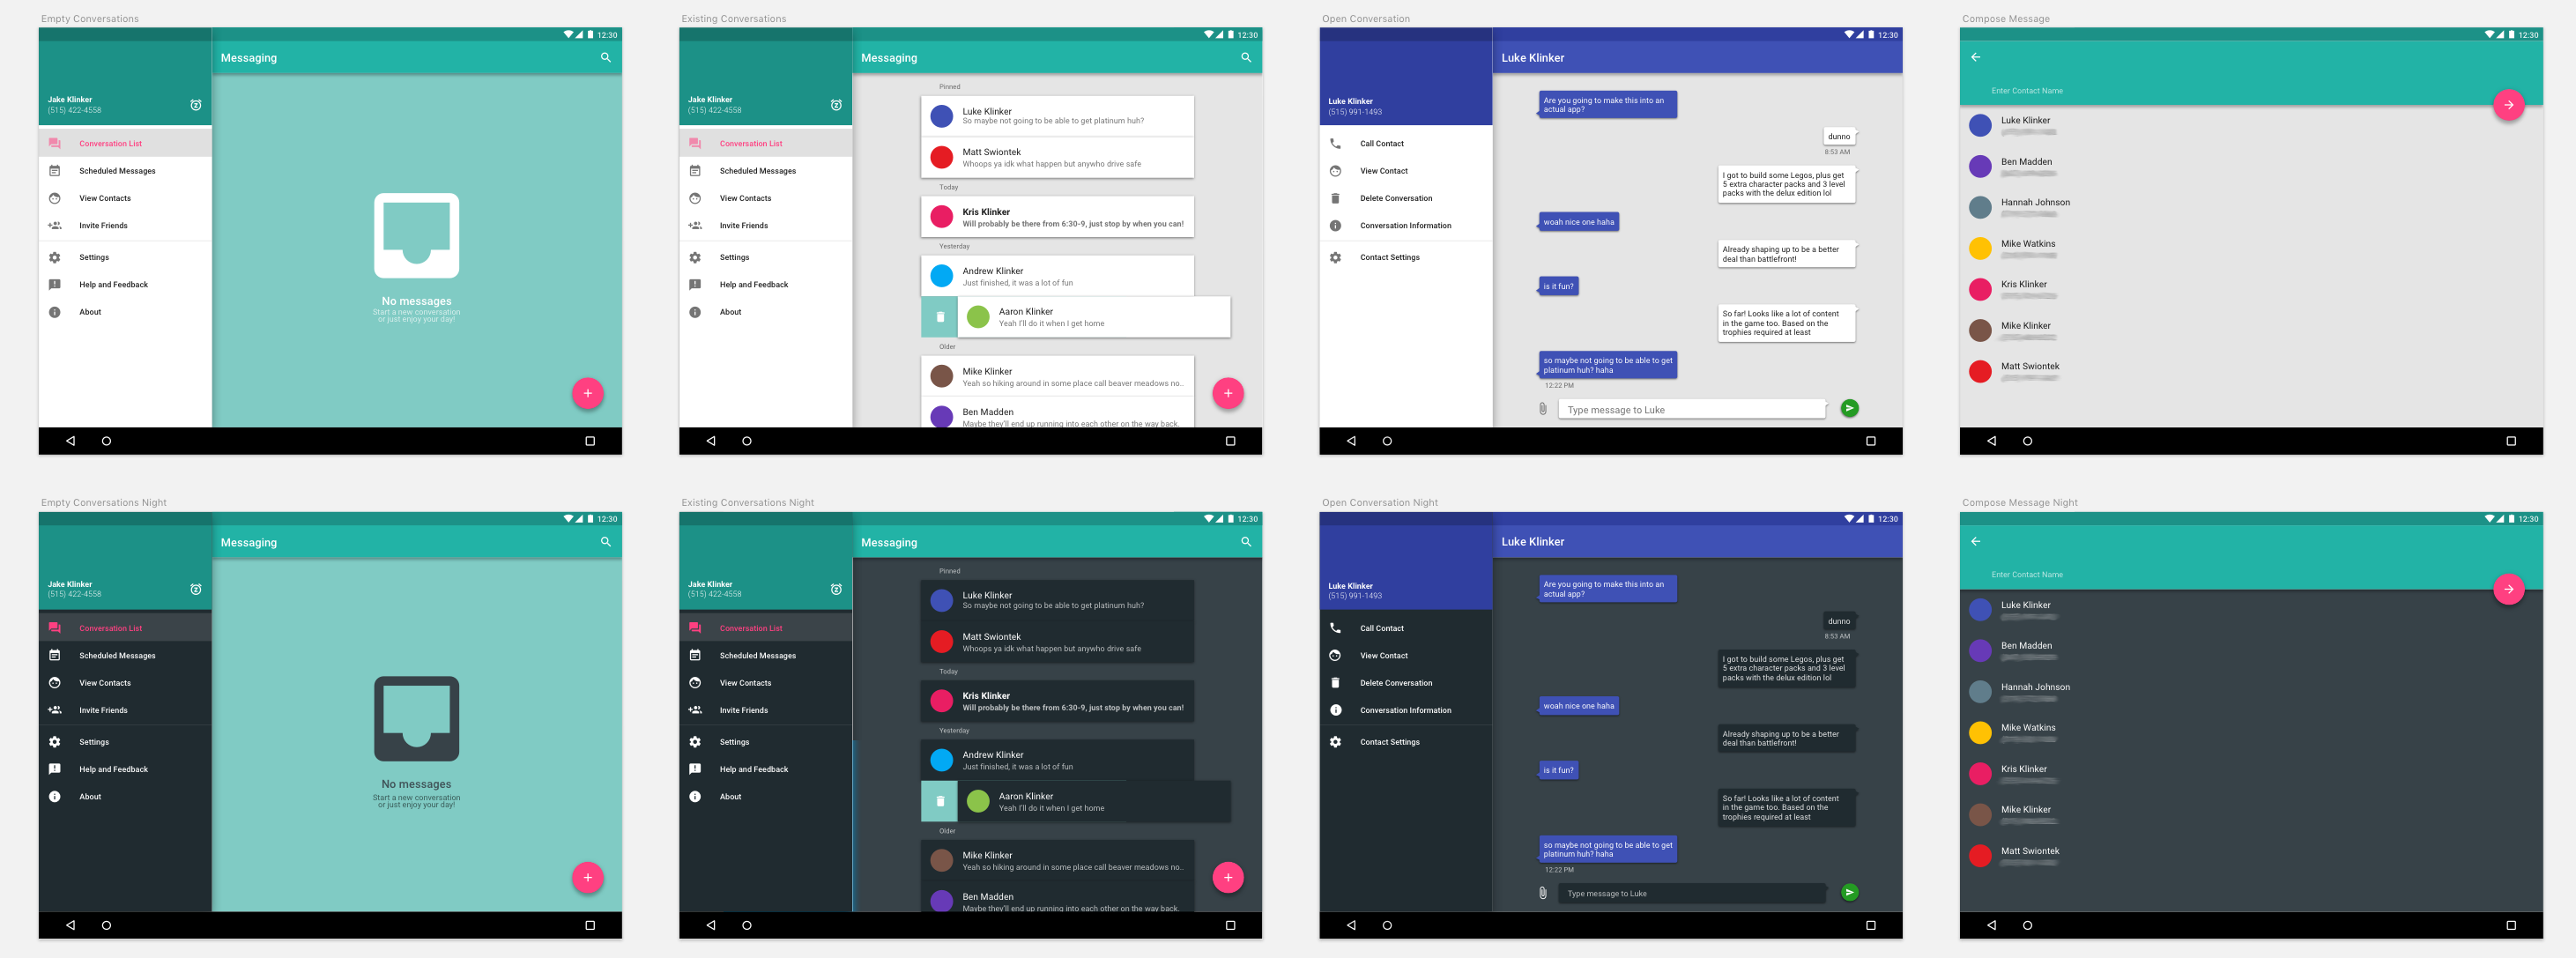 Empty Conversations
12:30
Messaging
Jake Klinker
(515) 422-4558
Conversation List
Scheduled Messages
View Contacts
Invite Friends
Settings
Help and Feedback
About
No messages
Start a new conversation
or just enjoy your day!
Existing Conversations
12:30
Messaging
Jake Klinker
(515) 422-4558
Conversation List
Scheduled Messages
View Contacts
Invite Friends
Settings
Help and Feedback
About
Pinned
Luke Klinker
So maybe not going to be able to get platinum huh?
Matt Swiontek
Whoops ya idk what happen but anywho drive safe
Today
Kris Klinker
Will probably be there from 6:30-9, just stop by when you can!
Yesterday
Andrew Klinker
Just finished, it was a lot of fun
Aaron Klinker
Yeah I'll do it when I get home
Older
Mike Klinker
Yeah so hiking around in some place call beaver meadows no..
Ben Madden
Maybe they'll end up running into each other on the way back.
Open Conversation
12:30
Luke Klinker
Luke Klinker
(515) 991-1493
Call Contact
View Contact
Delete Conversation
Conversation Information
Contact Settings
Are you going to make this into an
actual app?
dunno
8:53 AM
I got to build some Legos, plus get
5 extra character packs and 3 level
packs with the delux edition lol
woah nice one haha
Already shaping up to be a better
deal than battlefront!
is it fun?
So far! Looks like a lot of content
in the game too. Based on the
trophies required at least
so maybe not going to be able to get
platinum huh? haha
12:22 PM
Type message to Luke
Compose Message
12:30
Enter Contact Name
Luke Klinker
Ben Madden
Hannah Johnson
Mike Watkins
Kris Klinker
Mike Klinker
Matt Swiontek
Empty Conversations Night
12:30
Messaging
Jake Klinker
(515) 422-4558
Conversation List
Scheduled Messages
View Contacts
Invite Friends
Settings
Help and Feedback
About
No messages
Start a new conversation
or just enjoy your day!
Existing Conversations Night
12:30
Messaging
Jake Klinker
(515) 422-4558
Conversation List
Scheduled Messages
View Contacts
Invite Friends
Settings
Help and Feedback
About
Pinned
Luke Klinker
So maybe not going to be able to get platinum huh?
Matt Swiontek
Whoops ya idk what happen but anywho drive safe
Today
Kris Klinker
Will probably be there from 6:30-9, just stop by when you can!
Yesterday
Andrew Klinker
Just finished, it was a lot of fun
Aaron Klinker
Yeah I'll do it when I get home
Older
Mike Klinker
Yeah so hiking around in some place call beaver meadows no..
Ben Madden
Maybe they'll end up running into each other on the way back.
Open Conversation Night
12:30
Luke Klinker
Luke Klinker
(515) 991-1493
Call Contact
View Contact
Delete Conversation
Conversation Information
Contact Settings
Are you going to make this into an
actual app?
dunno
8:53 AM
I got to build some Legos, plus get
5 extra character packs and 3 level
packs with the delux edition lol
woah nice one haha
Already shaping up to be a better
deal than battlefront!
is it fun?
So far! Looks like a lot of content
in the game too. Based on the
trophies required at least
so maybe not going to be able to get
platinum huh? haha
12:22 PM
Type message to Luke
Compose Message Night
12:30
Enter Contact Name
Luke Klinker
Ben Madden
Hannah Johnson
Mike Watkins
Kris Klinker
Mike Klinker
Matt Swiontek